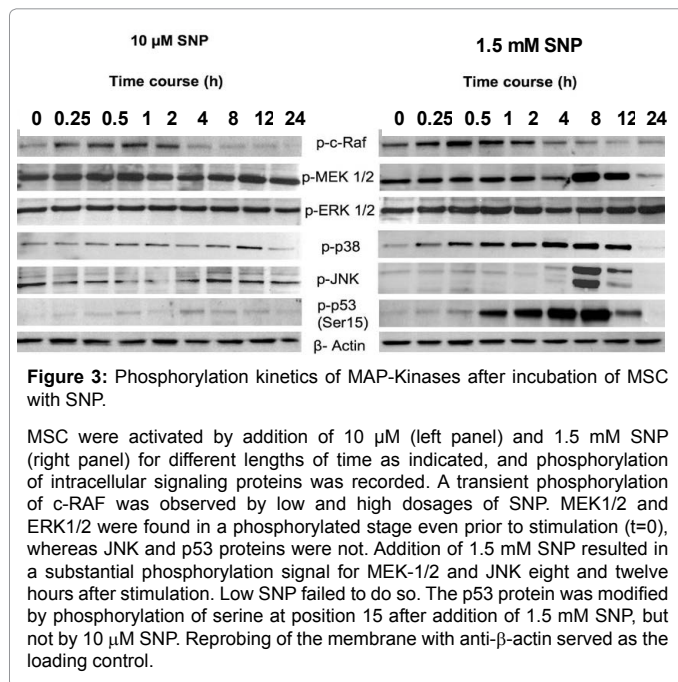 10 µM SNP
1.5 mM SNP
Time course (h)
Time course (h)
0 0.25 0.5 1 2 4 8 12 24
0 0.25 0.5 1 2 4 8 12 24
p-c-Raf
p-MEK 1/2
p-ERK 1/2
p-p38
p-JNK
p-p53
(Ser15)
β- Actin
Figure 3: Phosphorylation kinetics of MAP-Kinases after incubation of MSC
with SNP.
MSC were activated by addition of 10 µM (left panel) and 1.5 mM SNP
(right panel) for different lengths of time as indicated, and phosphorylation
of intracellular signaling proteins was recorded. A transient phosphorylation
of c-RAF was observed by low and high dosages of SNP. MEK1/2 and
ERK1/2 were found in a phosphorylated stage even prior to stimulation (t=0),
whereas JNK and p53 proteins were not. Addition of 1.5 mM SNP resulted in
a substantial phosphorylation signal for MEK-1/2 and JNK eight and twelve
hours after stimulation. Low SNP failed to do so. The p53 protein was modified
by phosphorylation of serine at position 15 after addition of 1.5 mM SNP, but
not by 10 µM SNP. Reprobing of the membrane with anti-β-actin served as the
loading control.